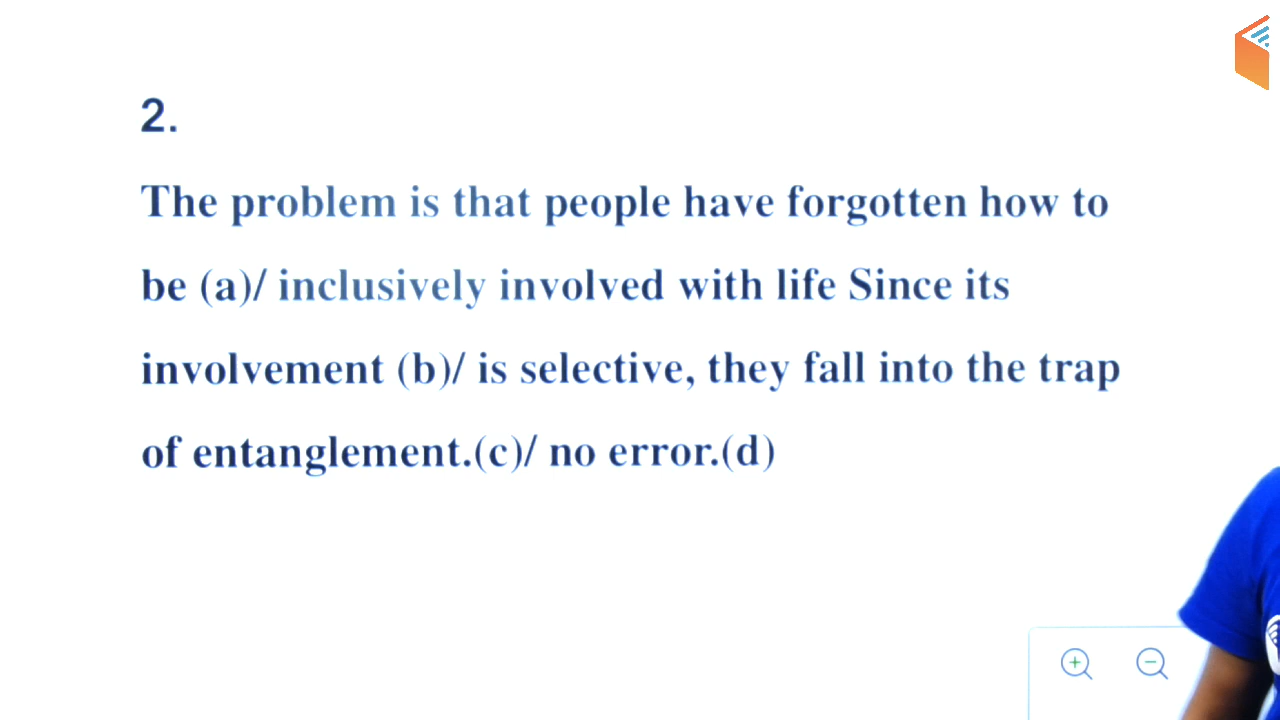 2.
The problem is that people have forgotten how to
be (a)/ inclusively involved with life Since its
involvement (b)/ is selective, they fall into the trap
of entanglement.(c)/ no error.(d)